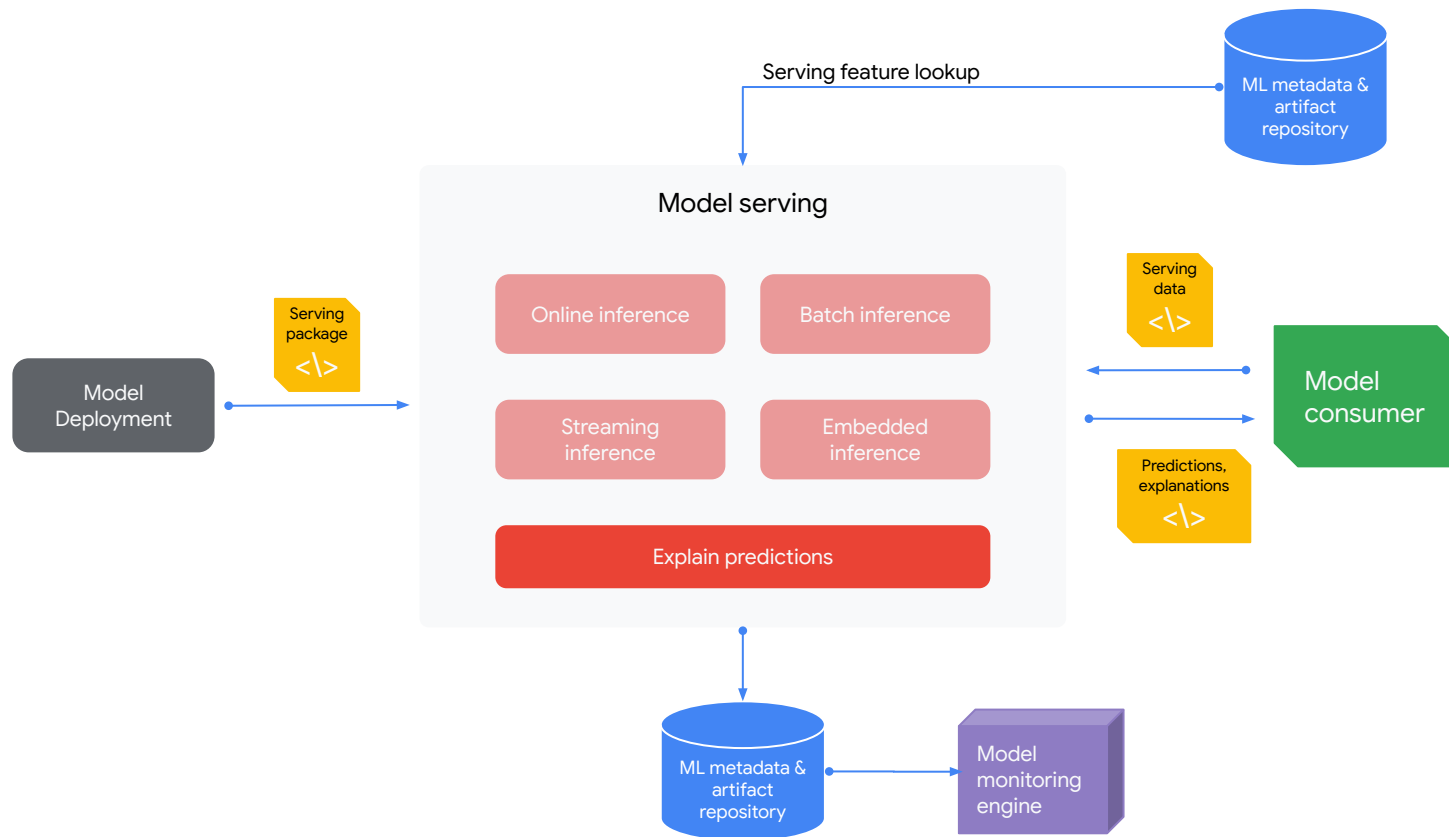 Serving feature lookup
ML metadata &
artifact
repository
Model serving
Online inference
Batch inference
Streaming
inference
Embedded
inference
Explain predictions
Serving
package
<\>
Model
Deployment
Serving
data
<\>
Model
consumer
Predictions,
explanations
<\>
ML metadata &
artifact
repository
Model
monitoring
engine